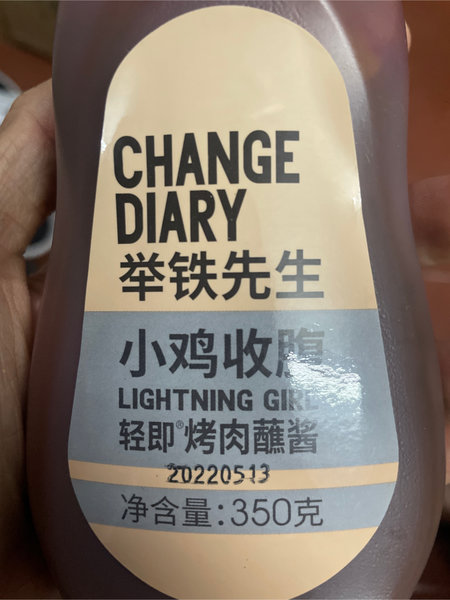 CHANGE
DIARY
举铁先生
小鸡收腹
LIGHTNING GIRL
轻即®烤肉蘸酱
20220513
净含量:350克